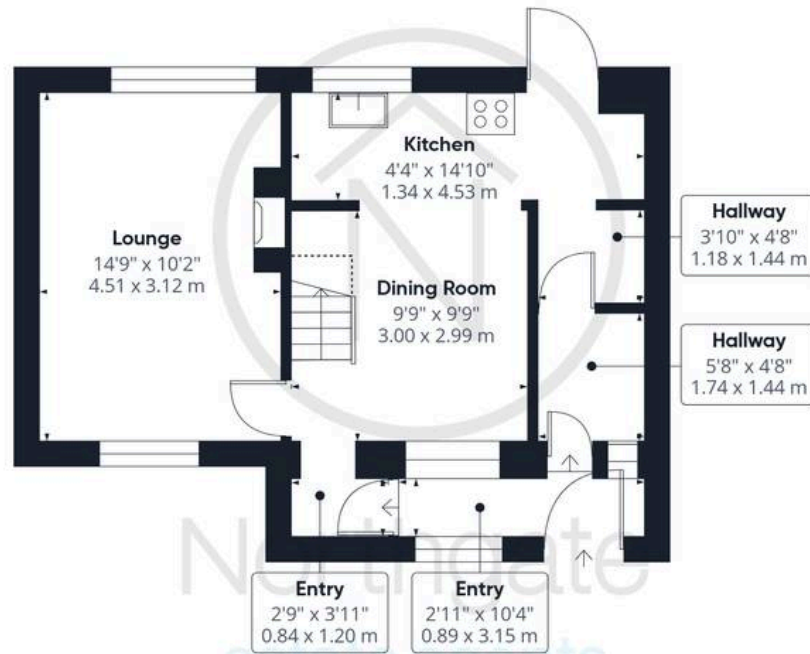 Kitchen
4'4" x 14'10"
1.34 x 4.53 m
Lounge
14'9" x 10'2"
4.51 x 3.12 m
Hallway
3'10" x 4'8"
1.18 x 1.44 m
Dining Room
9'9" x 9'9"
3.00 x 2.99 m
Hallway
5'8" x 4'8"
1.74 x 1.44 m
Northgate
Entry
2'9" x 3'11"
0.84 x 1.20 m
Entry
2'11" x 10'4"
0.89 x 3.15 m